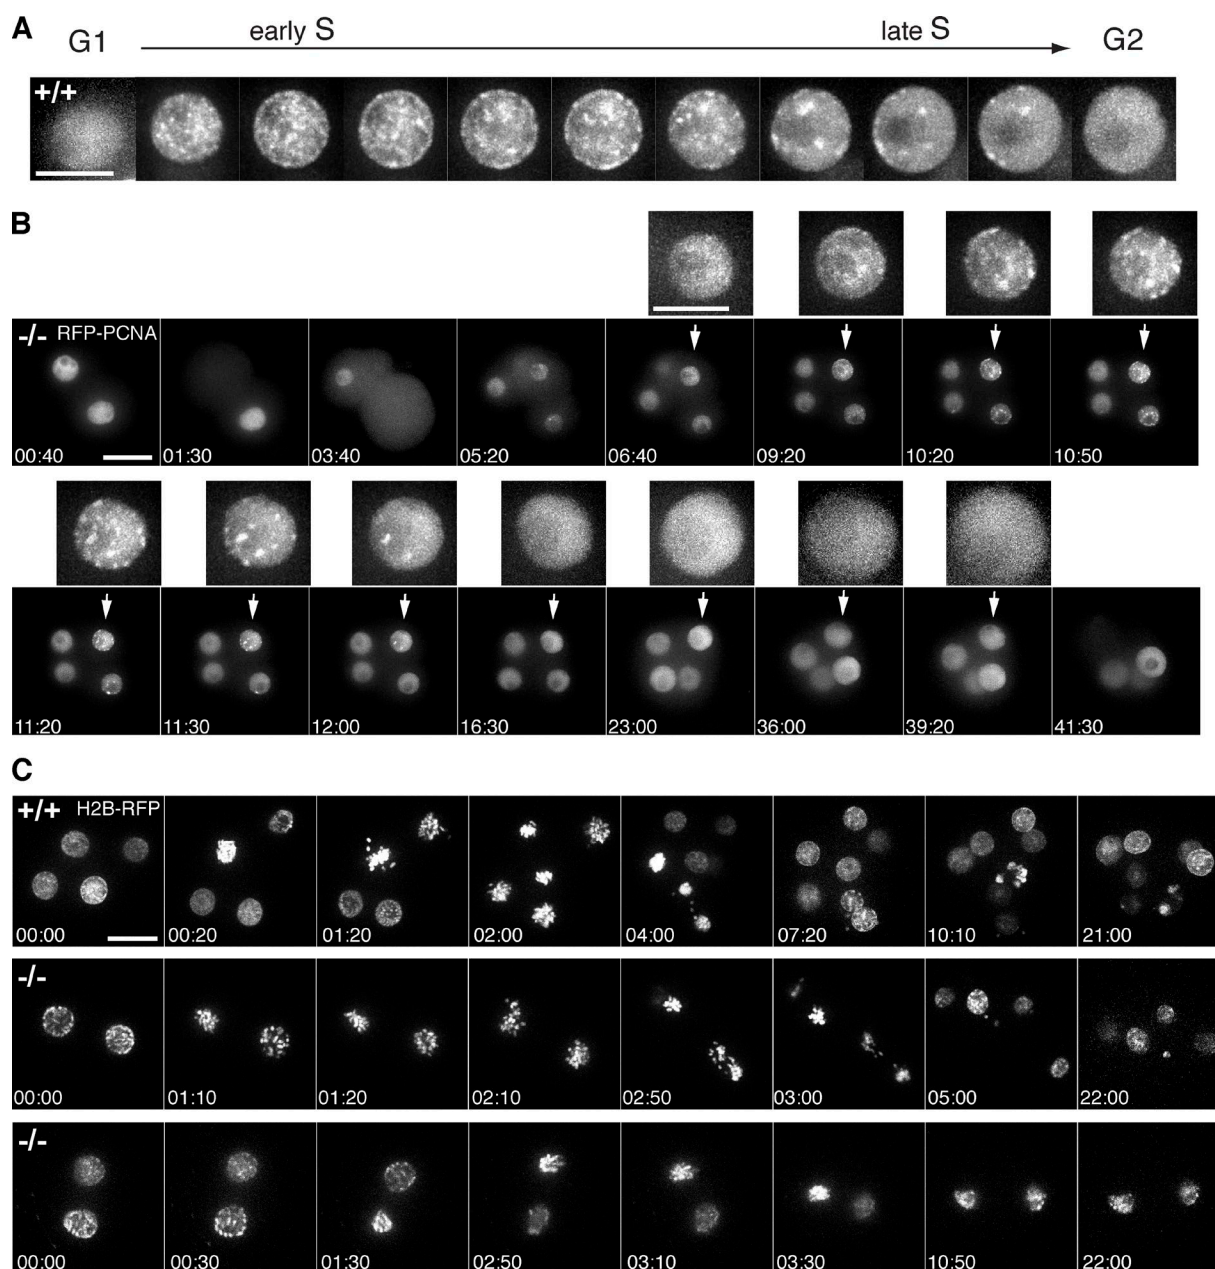 A
G1 early S late S G2
+/+
B
-/- RFP-PCNA
00:40 01:30 03:40 05:20 06:40 09:20 10:20 10:50
11:20 11:30 12:00 16:30 23:00 36:00 39:20 41:30
C
+/+ H2B-RFP
00:00 00:20 01:20 02:00 04:00 07:20 10:10 21:00
-/-
00:00 01:10 01:20 02:10 02:50 03:00 05:00 22:00
-/-
00:00 00:30 01:30 02:50 03:10 03:30 10:50 22:00